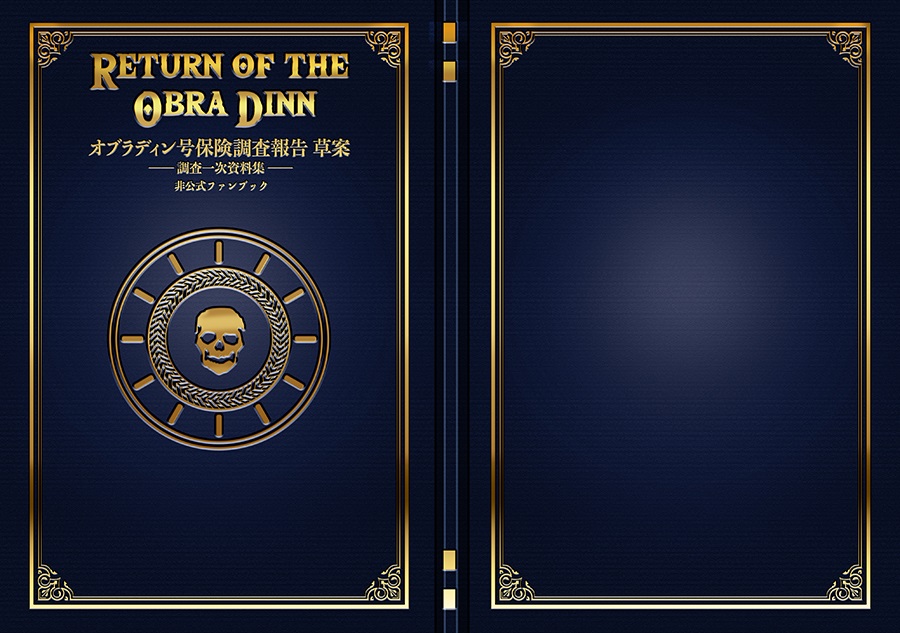 RETURN OF THE
OBRA DINN
オブラディン号保険調査報告 草案
調査一次資料集
非公式ファンブック